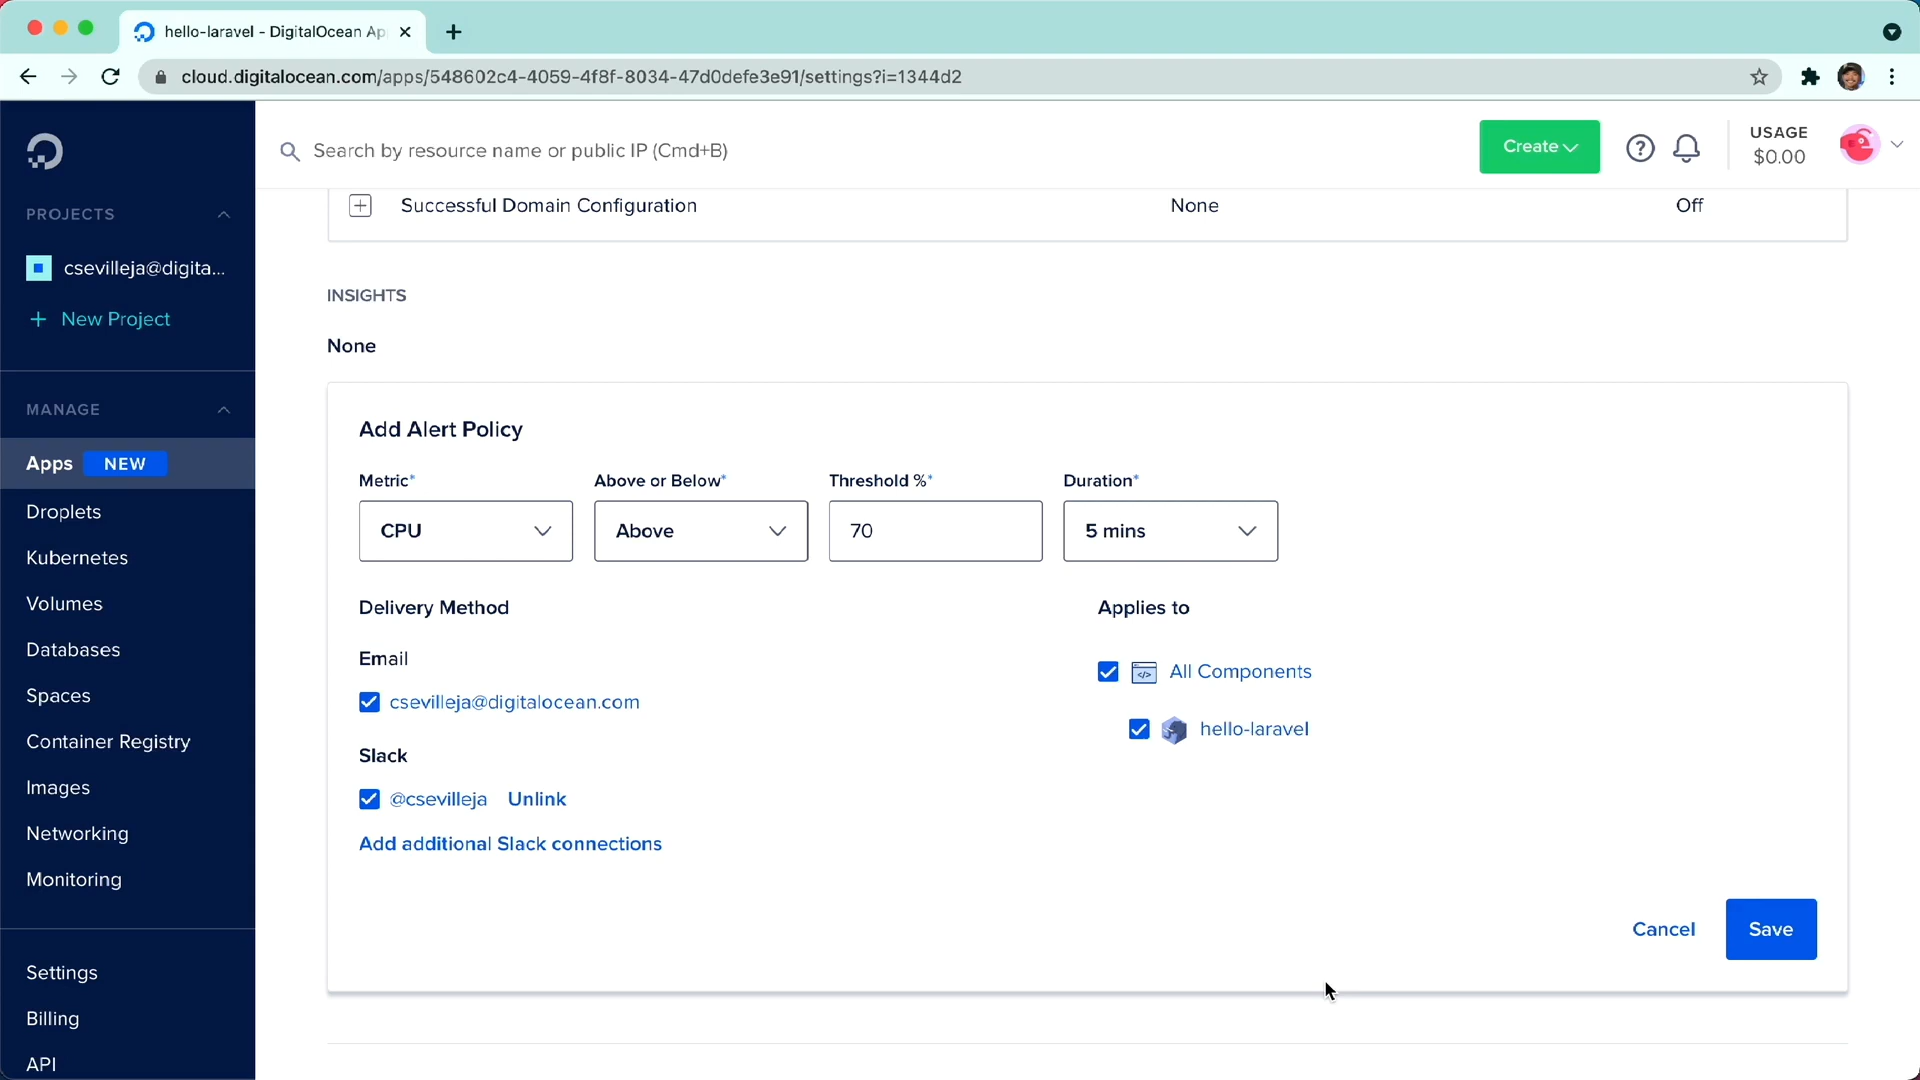 hello-laravel - DigitalOcean Ap
cloud.digitalocean.com/apps/548602c4-4059-4f8f-8034-47d0defe3e91/settings?i=1344d2
Search by resource name or public IP (Cmd+B)
Create
USAGE
$0.00
PROJECTS
csevilleja@digita...
+ New Project
MANAGE
Apps NEW
Droplets
Kubernetes
Volumes
Databases
Spaces
Container Registry
Images
Networking
Monitoring
Settings
Billing
API
Successful Domain Configuration None Off
INSIGHTS
None
Add Alert Policy
Metric* Above or Below* Threshold %* Duration*
CPU Above 70 5 mins
Delivery Method
Email
csevilleja@digitalocean.com
Slack
@csevilleja Unlink
Add additional Slack connections
Applies to
All Components
hello-laravel
Cancel Save